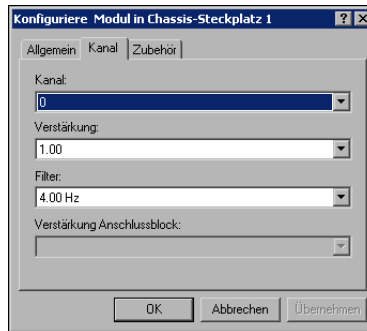 Konfiguriere Modul in Chassis-Steckplatz 1
Allgemein Kanal Zubehör
Kanal:
0
Verstärkung:
1.00
Filter:
4.00 Hz
Verstärkung Anschlussblock:
OK Abbrechen Übernehmen